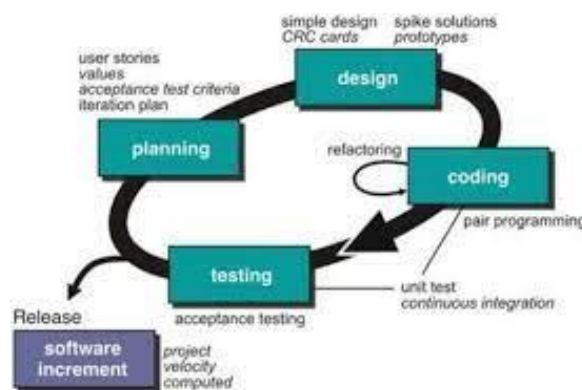 simple design
CRC cards
spike solutions
prototypes
design
user stories
values
acceptance test criteria
iteration plan
planning
refactoring
coding
pair programming
testing
acceptance testing
unit test
continuous integration
Release
software
increment
project
velocity
computed